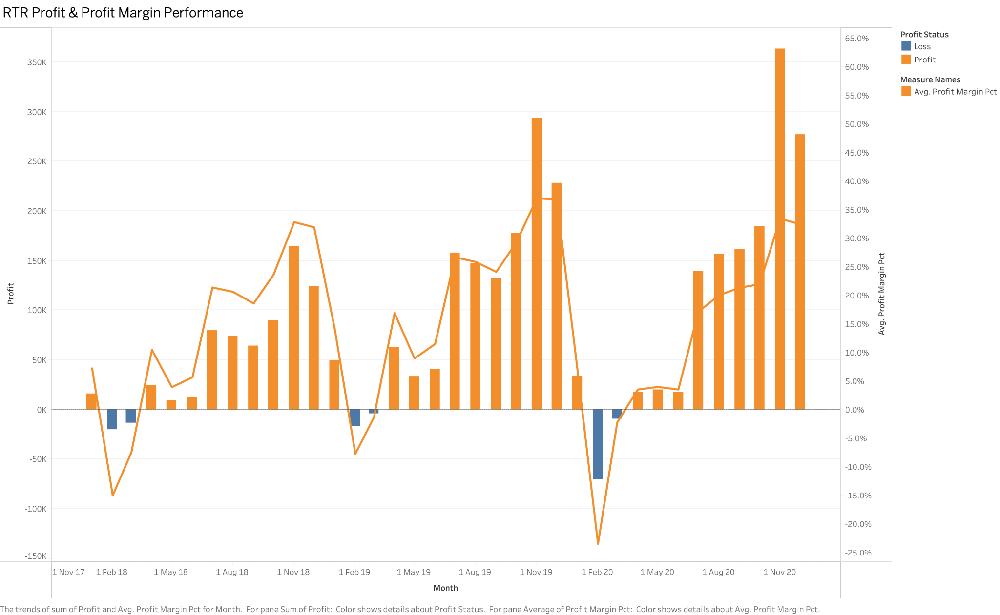 RTR Profit & Profit Margin Performance
Profit Status
Loss
Profit
Measure Names
Avg. Profit Margin Pct
Profit
350K
300K
250K
200K
150K
100K
50K
0K
-50K
-100K
-150K
65.0%
60.0%
55.0%
50.0%
45.0%
40.0%
35.0%
30.0%
25.0%
20.0%
15.0%
10.0%
5.0%
0.0%
-5.0%
-10.0%
-15.0%
-20.0%
-25.0%
Avg. Profit Margin Pct
1 Nov 17 1 Feb 18 1 May 18 1 Aug 18 1 Nov 18 1 Feb 19 1 May 19 1 Aug 19 1 Nov 19 1 Feb 20 1 May 20 1 Aug 20 1 Nov 20
Month
The trends of sum of Profit and Avg. Profit Margin Pct for Month. For pane Sum of Profit: Color shows details about Profit Status. For pane Average of Profit Margin Pct: Color shows details about Avg. Profit Margin Pct.